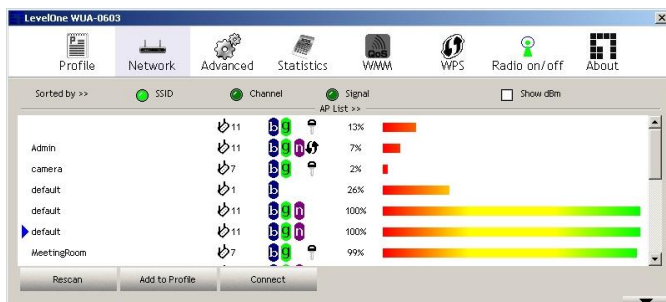 LevelOne WUA-0603
Profile Network Advanced Statistics QoS WMM WPS Radio on/off About
Sorted by >> SSID Channel Signal Show dBm
AP List >>
11 b g 13%
Admin 11 b g n 7%
camera 7 b g 2%
default 1 b 26%
default 11 b g n 100%
default 11 b g n 100%
MeetingRoom 7 b g 99%
Rescan Add to Profile Connect